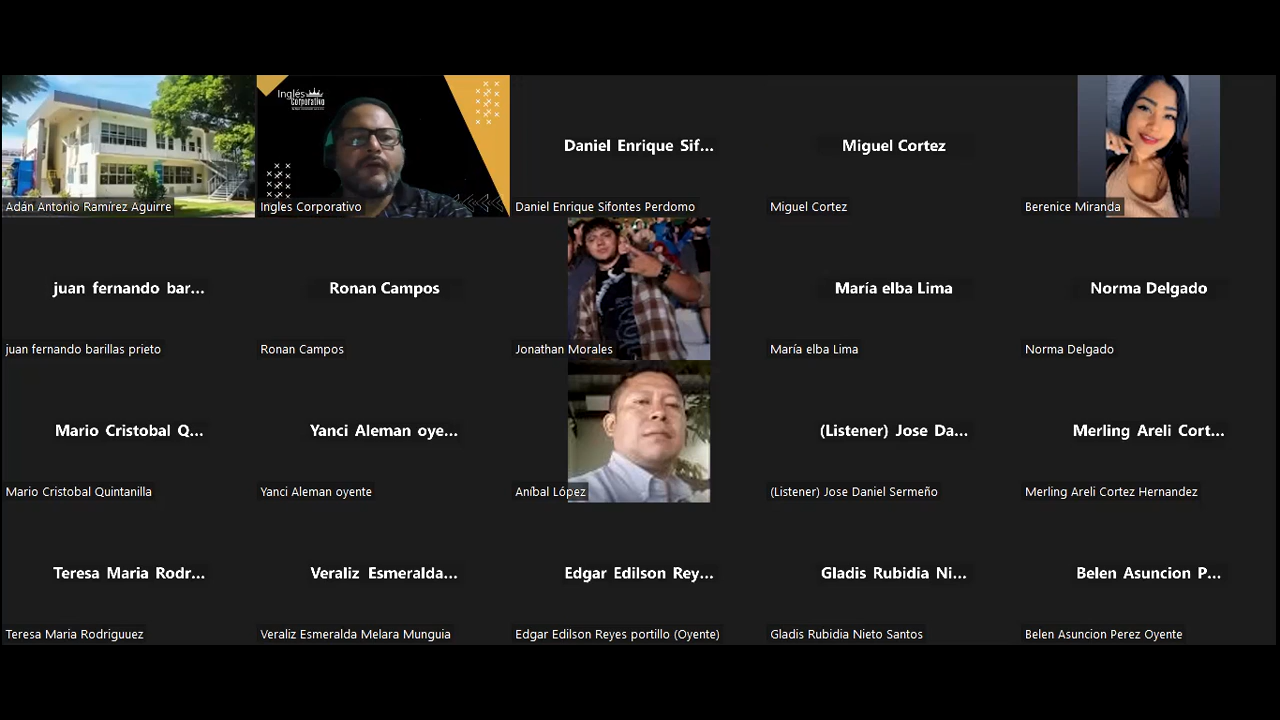 Inglés
Corporativo
Adán Antonio Ramírez Aguirre
Ingles Corporativo
Daniel Enrique Sif...
Daniel Enrique Sifontes Perdomo
Miguel Cortez
Miguel Cortez
Berenice Miranda
juan fernando bar...
juan fernando barillas prieto
Ronan Campos
Ronan Campos
Jonathan Morales
María elba Lima
María elba Lima
Norma Delgado
Norma Delgado
Mario Cristobal Q...
Mario Cristobal Quintanilla
Yanci Aleman oye...
Yanci Aleman oyente
Aníbal López
(Listener) Jose Da...
(Listener) Jose Daniel Sermeño
Merling Areli Cort...
Merling Areli Cortez Hernandez
Teresa Maria Rodr...
Teresa Maria Rodriguuez
Veraliz Esmeralda...
Veraliz Esmeralda Melara Munguia
Edgar Edilson Rey...
Edgar Edilson Reyes portillo (Oyente)
Gladis Rubidia Ni...
Gladis Rubidia Nieto Santos
Belen Asuncion P...
Belen Asuncion Perez Oyente